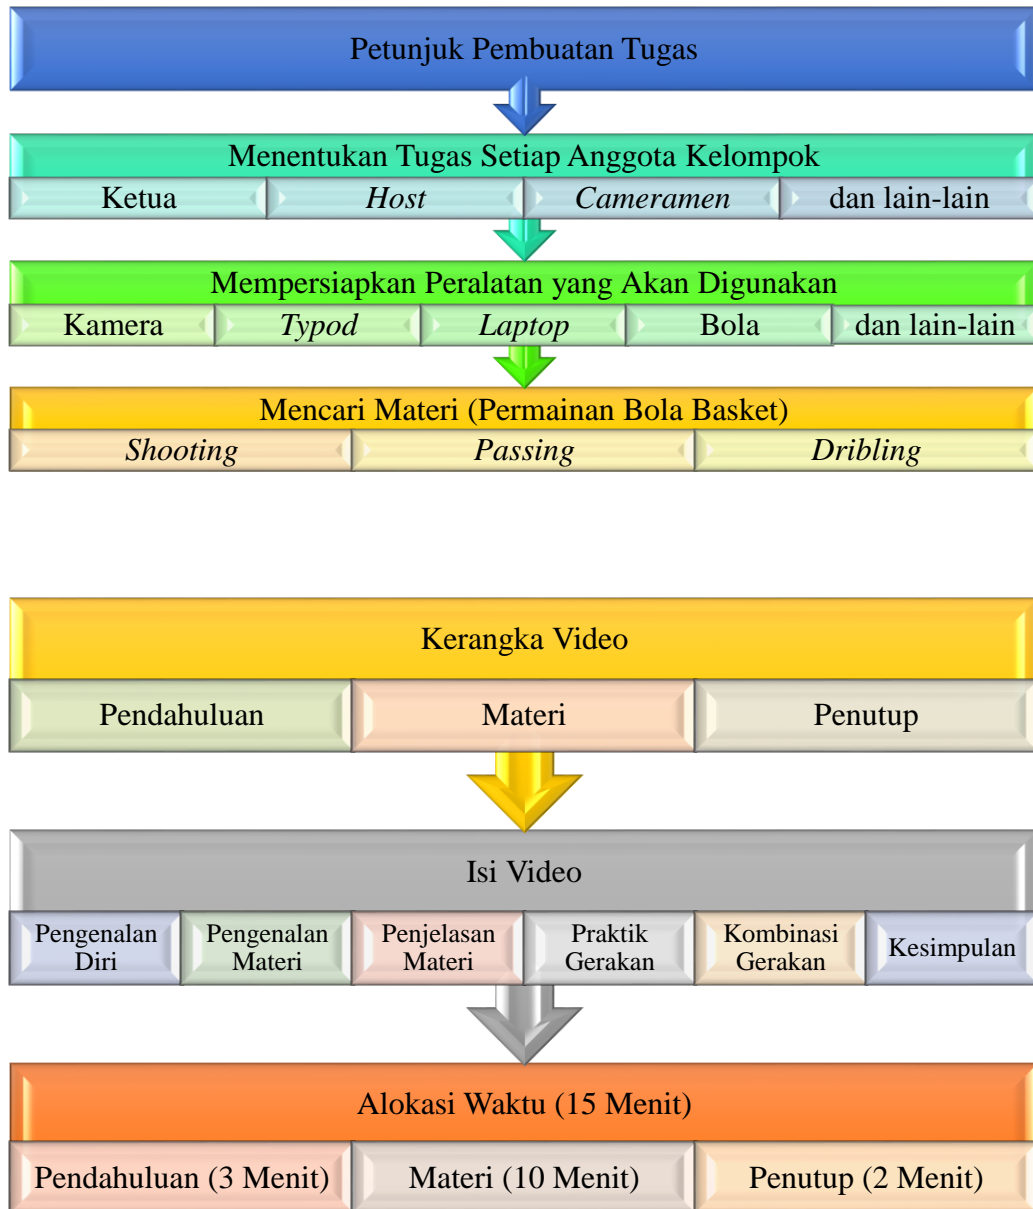 Petunjuk Pembuatan Tugas
Menentukan Tugas Setiap Anggota Kelompok
Ketua
Host
Cameramen
dan lain-lain
Mempersiapkan Peralatan yang Akan Digunakan
Kamera
Typod
Laptop
Bola
dan lain-lain
Mencari Materi (Permainan Bola Basket)
Shooting
Passing
Dribling
Kerangka Video
Pendahuluan
Materi
Penutup
Isi Video
Pengenalan
Diri
Pengenalan
Materi
Penjelasan
Materi
Praktik
Gerakan
Kombinasi
Gerakan
Kesimpulan
Alokasi Waktu (15 Menit)
Pendahuluan (3 Menit)
Materi (10 Menit)
Penutup (2 Menit)